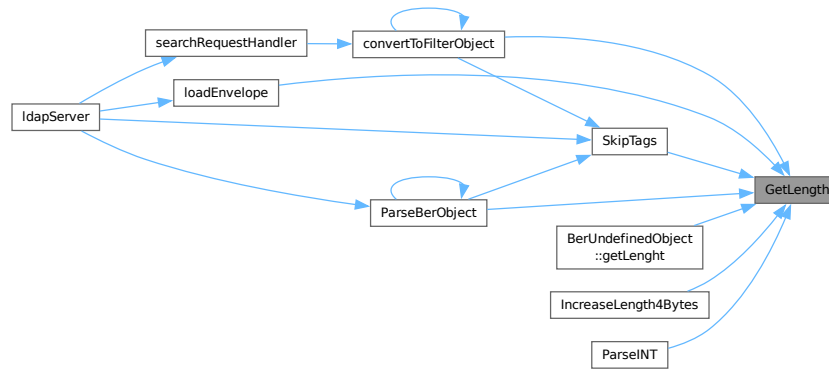 searchRequestHandler
convertToFilterObject
loadEnvelope
ldapServer
SkipTags
GetLength
ParseBerObject
BerUndefinedObject
::getLenght
IncreaseLength4Bytes
ParseINT